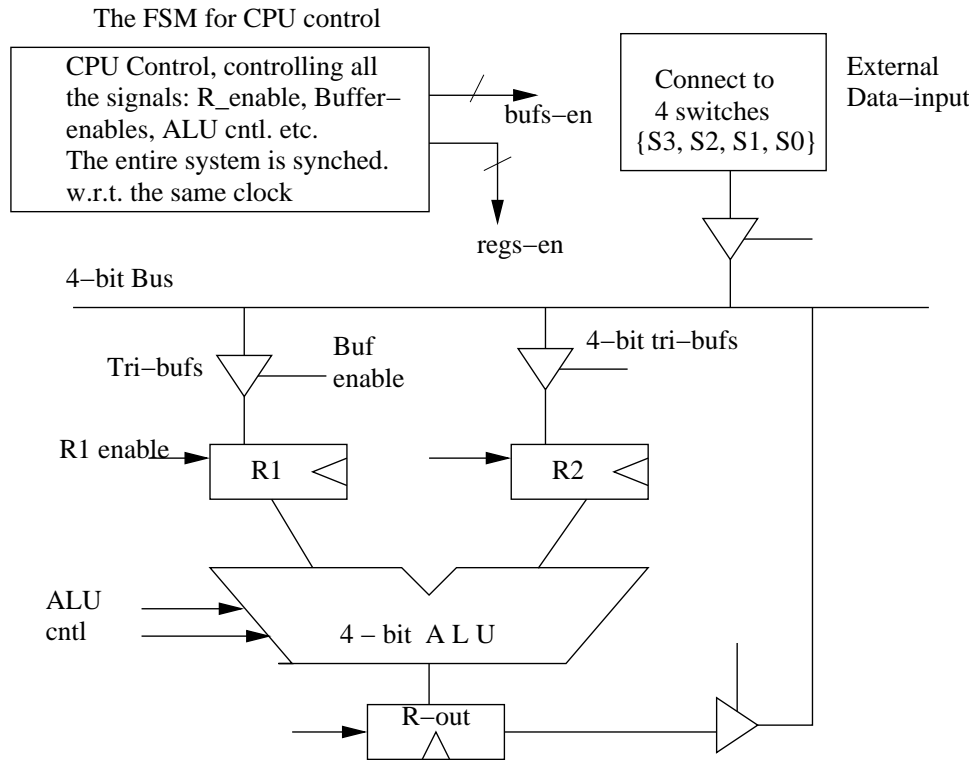 The FSM for CPU control
CPU Control, controlling all
the signals: R_enable, Buffer−
enables, ALU cntl. etc.
The entire system is synched.
w.r.t. the same clock
bufs−en
regs−en
Connect to
4 switches
{S3, S2, S1, S0}
External
Data−input
4−bit Bus
Tri−bufs
Buf
enable
4−bit tri−bufs
R1 enable
R1
R2
ALU
cntl
4 − bit A L U
R−out